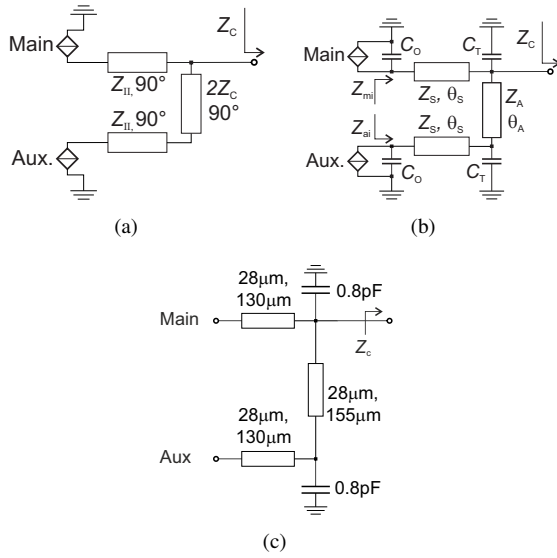 Z_C
Main
Z_II, 90°
2Z_C
90°
Z_II, 90°
Aux.
(a)
Main
C_O
C_T
Z_C
Z_mi
Z_S, θ_S
Z_A
θ_A
Z_ai
Z_S, θ_S
Aux.
C_O
C_T
(b)
28µm,
130µm
0.8pF
Main
Z_c
28µm,
155µm
28µm,
130µm
Aux
0.8pF
(c)